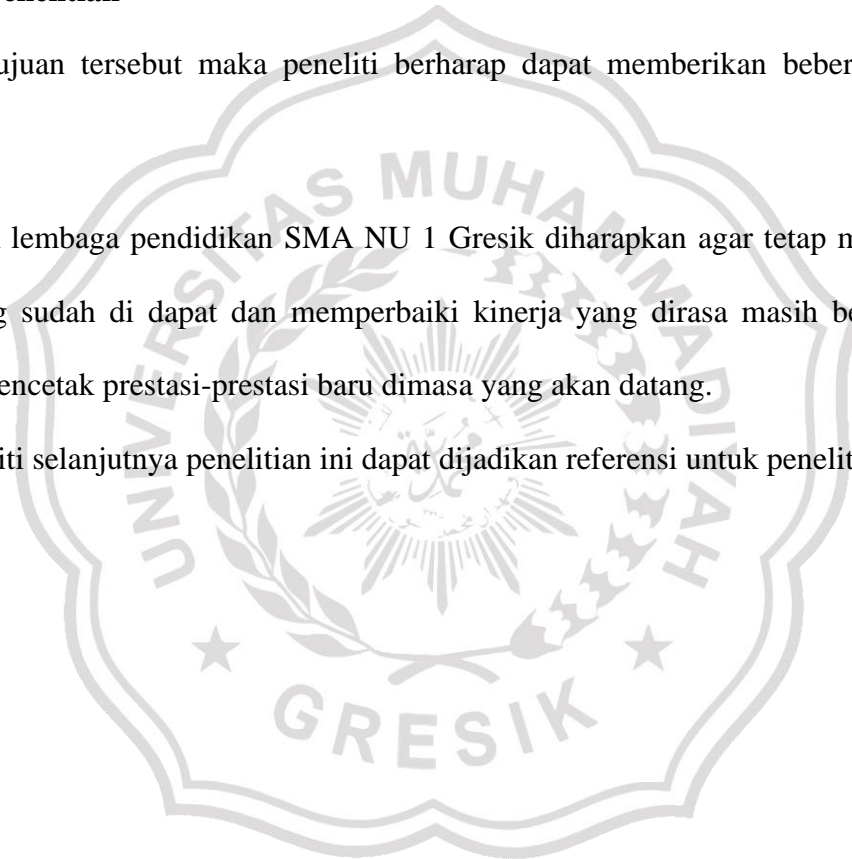 ujuan tersebut maka peneliti berharap dapat memberikan beber
lembaga pendidikan SMA NU 1 Gresik diharapkan agar tetap m
sudah di dapat dan memperbaiki kinerja yang dirasa masih be
encetak prestasi-prestasi baru dimasa yang akan datang.
iti selanjutnya penelitian ini dapat dijadikan referensi untuk penelit
UNIVERSITAS MUHAMMADIYAH
GRESIK